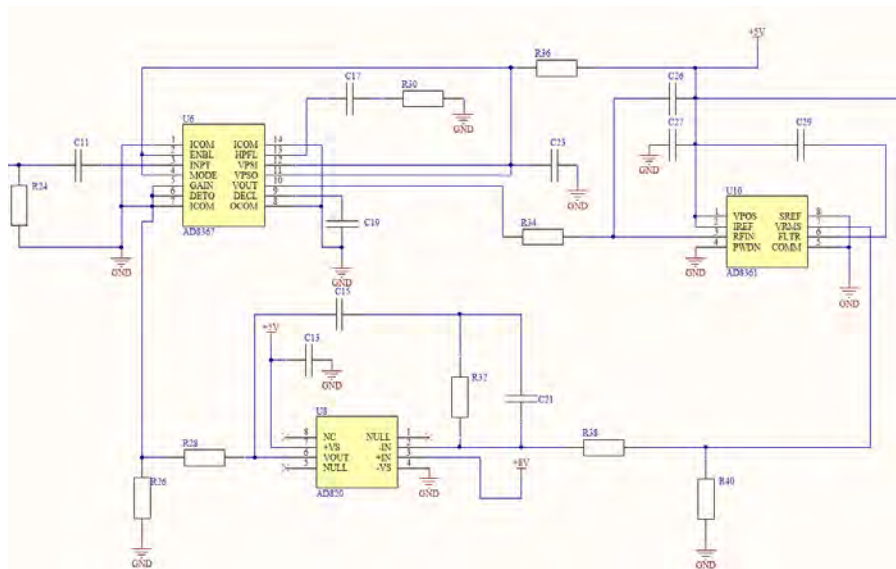 +5V
R36
C17
R30
C26
GND
U6
C11
C27
C29
C23
1 ICOM ICOM 14
2 ENBL HPFL 13
3 INPT VPSI 12
4 MODE VPSO 11
5 GAIN VOUT 10
6 DETO DECL 9
7 ICOM OCOM 8
AD8367
GND
GND
R24
C19
R34
U10
1 VPOS SREF 8
2 IREF VRMS 7
3 RFIN FLTR 6
4 PWDN COMM 5
AD8361
GND
GND
GND
GND
C15
+5V
C13
GND
R32
C21
U8
8 NC NULL 1
7 +VS -IN 2
6 VOUT +IN 3
5 NULL -VS 4
AD820
R28
R38
+8V
GND
R26
R40
GND
GND